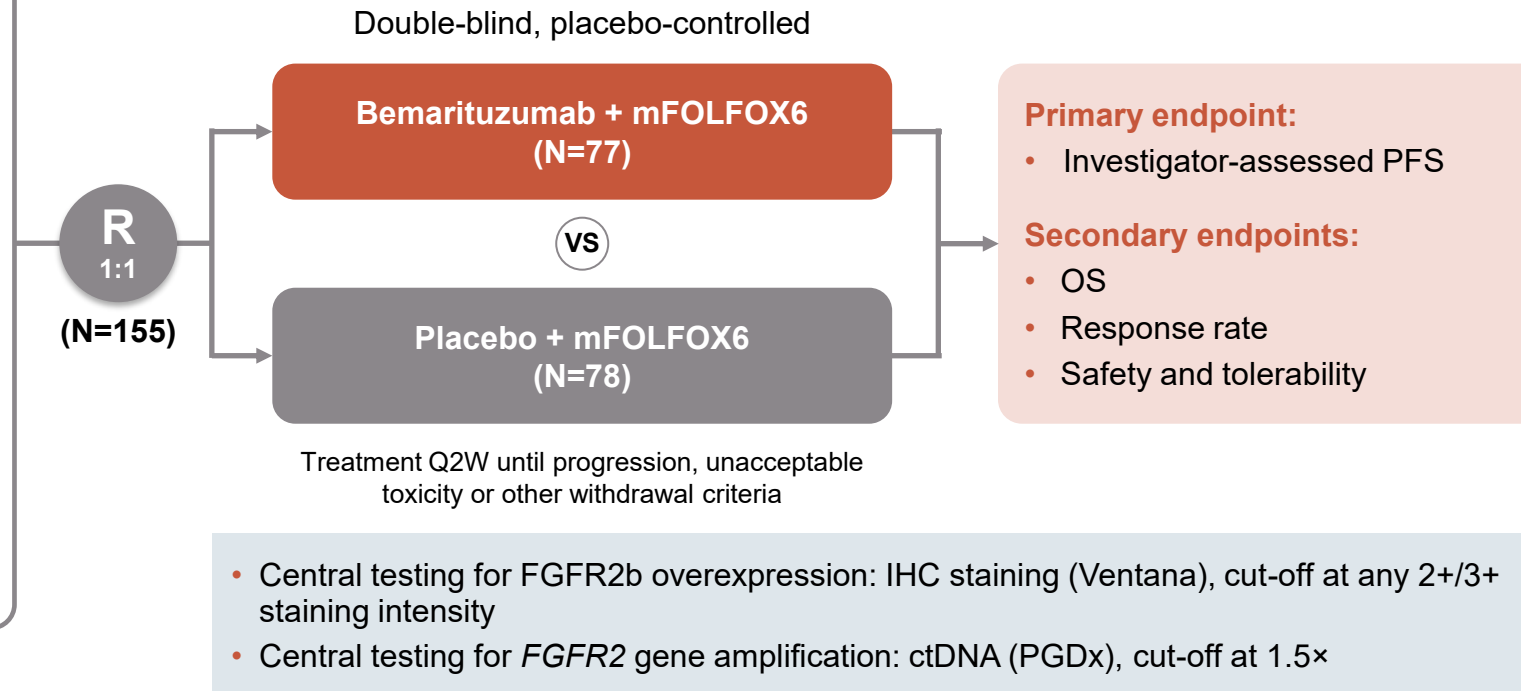 Double-blind, placebo-controlled
R
1:1
(N=155)
Bemarituzumab + mFOLFOX6
(N=77)
VS
Placebo + mFOLFOX6
(N=78)
Treatment Q2W until progression, unacceptable
toxicity or other withdrawal criteria
Primary endpoint:
• Investigator-assessed PFS
Secondary endpoints:
• OS
• Response rate
• Safety and tolerability
• Central testing for FGFR2b overexpression: IHC staining (Ventana), cut-off at any 2+/3+
staining intensity
• Central testing for FGFR2 gene amplification: ctDNA (PGDx), cut-off at 1.5×